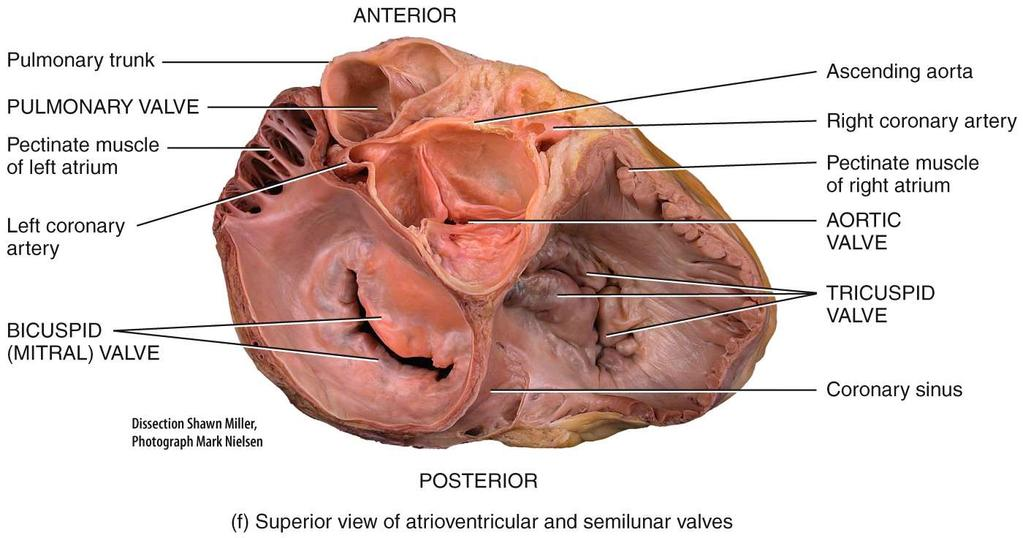 ANTERIOR
Pulmonary trunk
PULMONARY VALVE
Pectinate muscle
of left atrium
Left coronary
artery
BICUSPID
(MITRAL) VALVE
Ascending aorta
Right coronary artery
Pectinate muscle
of right atrium
AORTIC
VALVE
TRICUSPID
VALVE
Coronary sinus
Dissection Shawn Miller,
Photograph Mark Nielsen
POSTERIOR
(f) Superior view of atrioventricular and semilunar valves